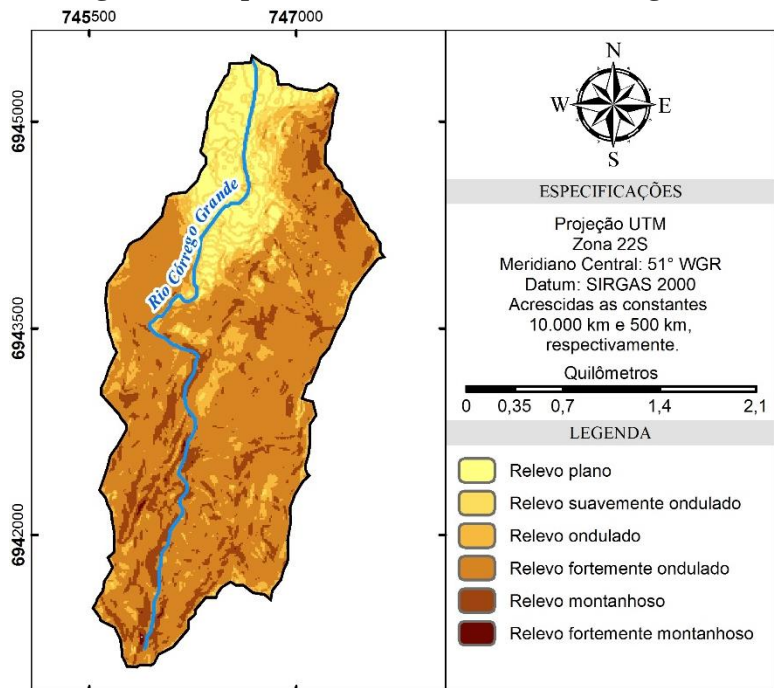 745500
747000
6945000
6943500
6942000
Rio Córrego Grande
N
W
E
S
ESPECIFICAÇÕES
Projeção UTM
Zona 22S
Meridiano Central: 51° WGR
Datum: SIRGAS 2000
Acrescidas as constantes
10.000 km e 500 km,
respectivamente.
Quilômetros
0 0,35 0,7 1,4 2,1
LEGENDA
Relevo plano
Relevo suavemente ondulado
Relevo ondulado
Relevo fortemente ondulado
Relevo montanhoso
Relevo fortemente montanhoso